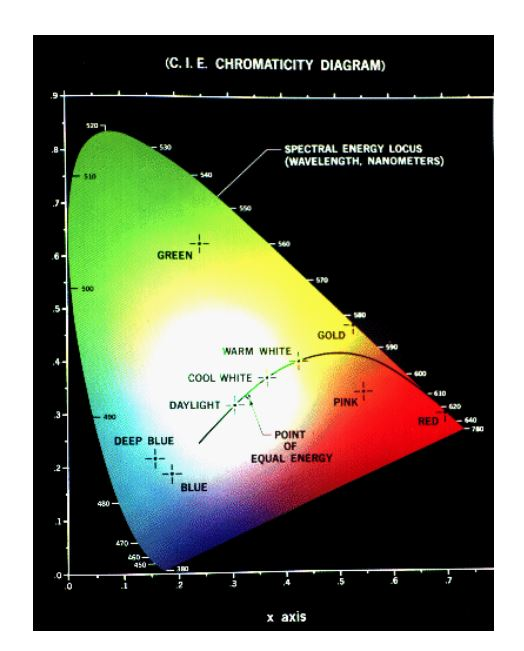 (C. I. E. CHROMATICITY DIAGRAM)
.9
520
.8
530
SPECTRAL ENERGY LOCUS
(WAVELENGTH, NANOMETERS)
510
540
.7
550
GREEN
560
.6
570
500
.5
580
GOLD
590
WARM WHITE
.4
600
COOL WHITE
610
PINK
DAYLIGHT
620
RED
.3
640
780
490
POINT
OF
EQUAL ENERGY
DEEP BLUE
.2
BLUE
480
.1
470
460
450
380
.0
.0
.1
.2
.3
.4
.5
.6
.7
x axis